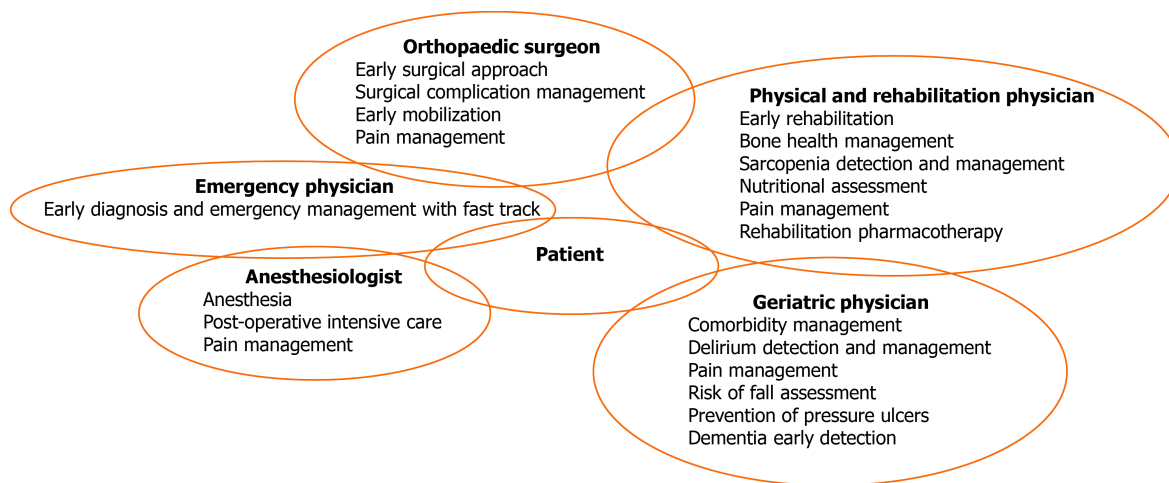 Orthopaedic surgeon
Early surgical approach
Surgical complication management
Early mobilization
Pain management
Physical and rehabilitation physician
Early rehabilitation
Bone health management
Sarcopenia detection and management
Nutritional assessment
Pain management
Rehabilitation pharmacotherapy
Emergency physician
Early diagnosis and emergency management with fast track
Patient
Anesthesiologist
Anesthesia
Post-operative intensive care
Pain management
Geriatric physician
Comorbidity management
Delirium detection and management
Pain management
Risk of fall assessment
Prevention of pressure ulcers
Dementia early detection